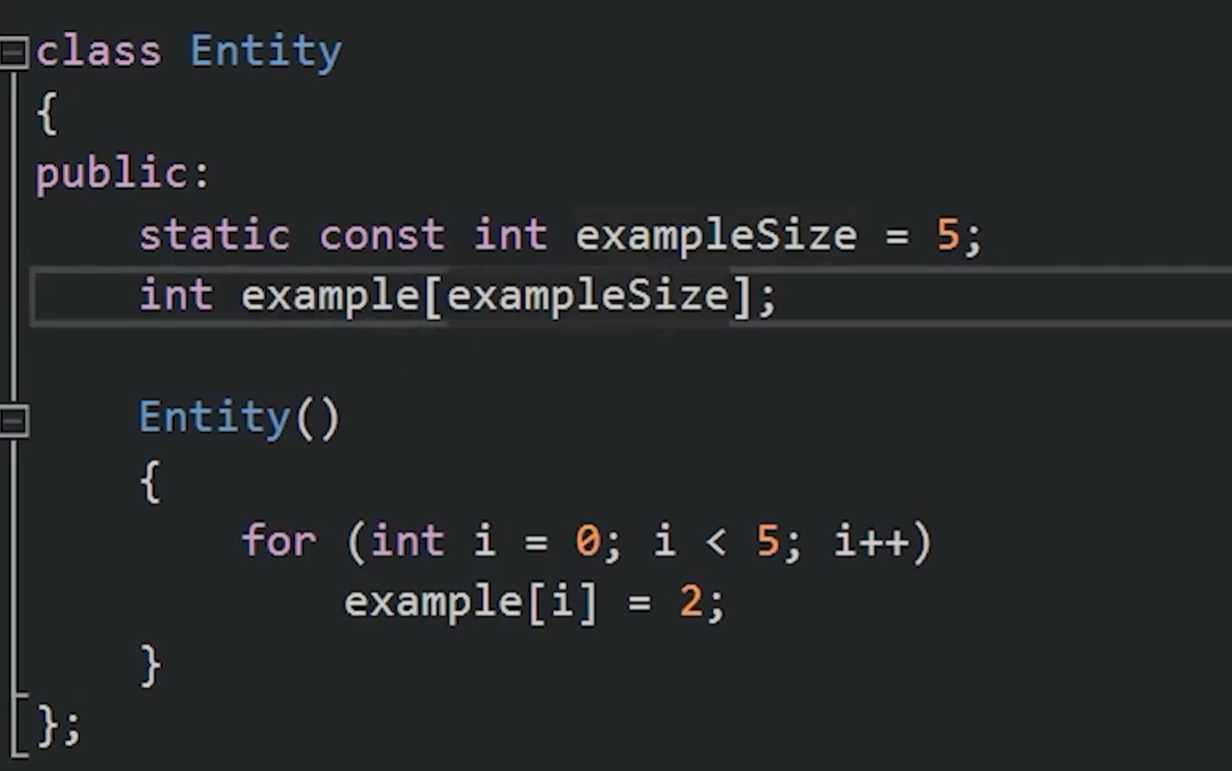 class Entity
{
public:
    static const int exampleSize = 5;
    int example[exampleSize];

    Entity()
    {
        for (int i = 0; i < 5; i++)
            example[i] = 2;
    }
};